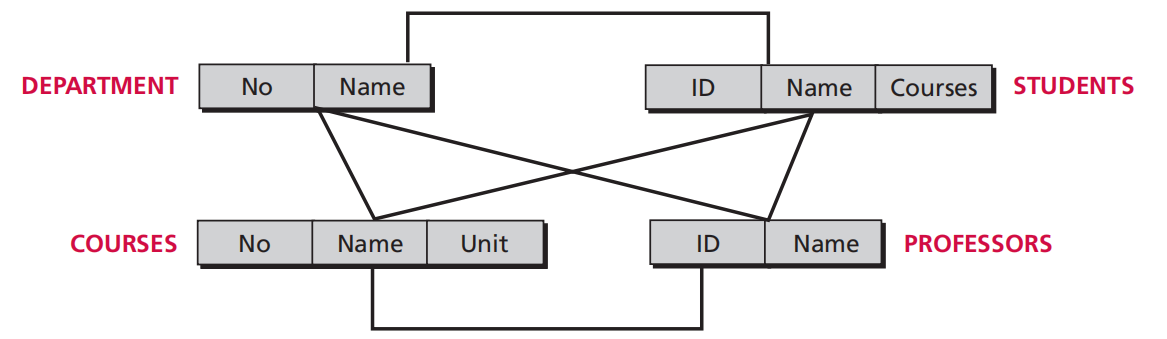 DEPARTMENT No Name ID Name Courses STUDENTS
COURSES No Name Unit ID Name PROFESSORS